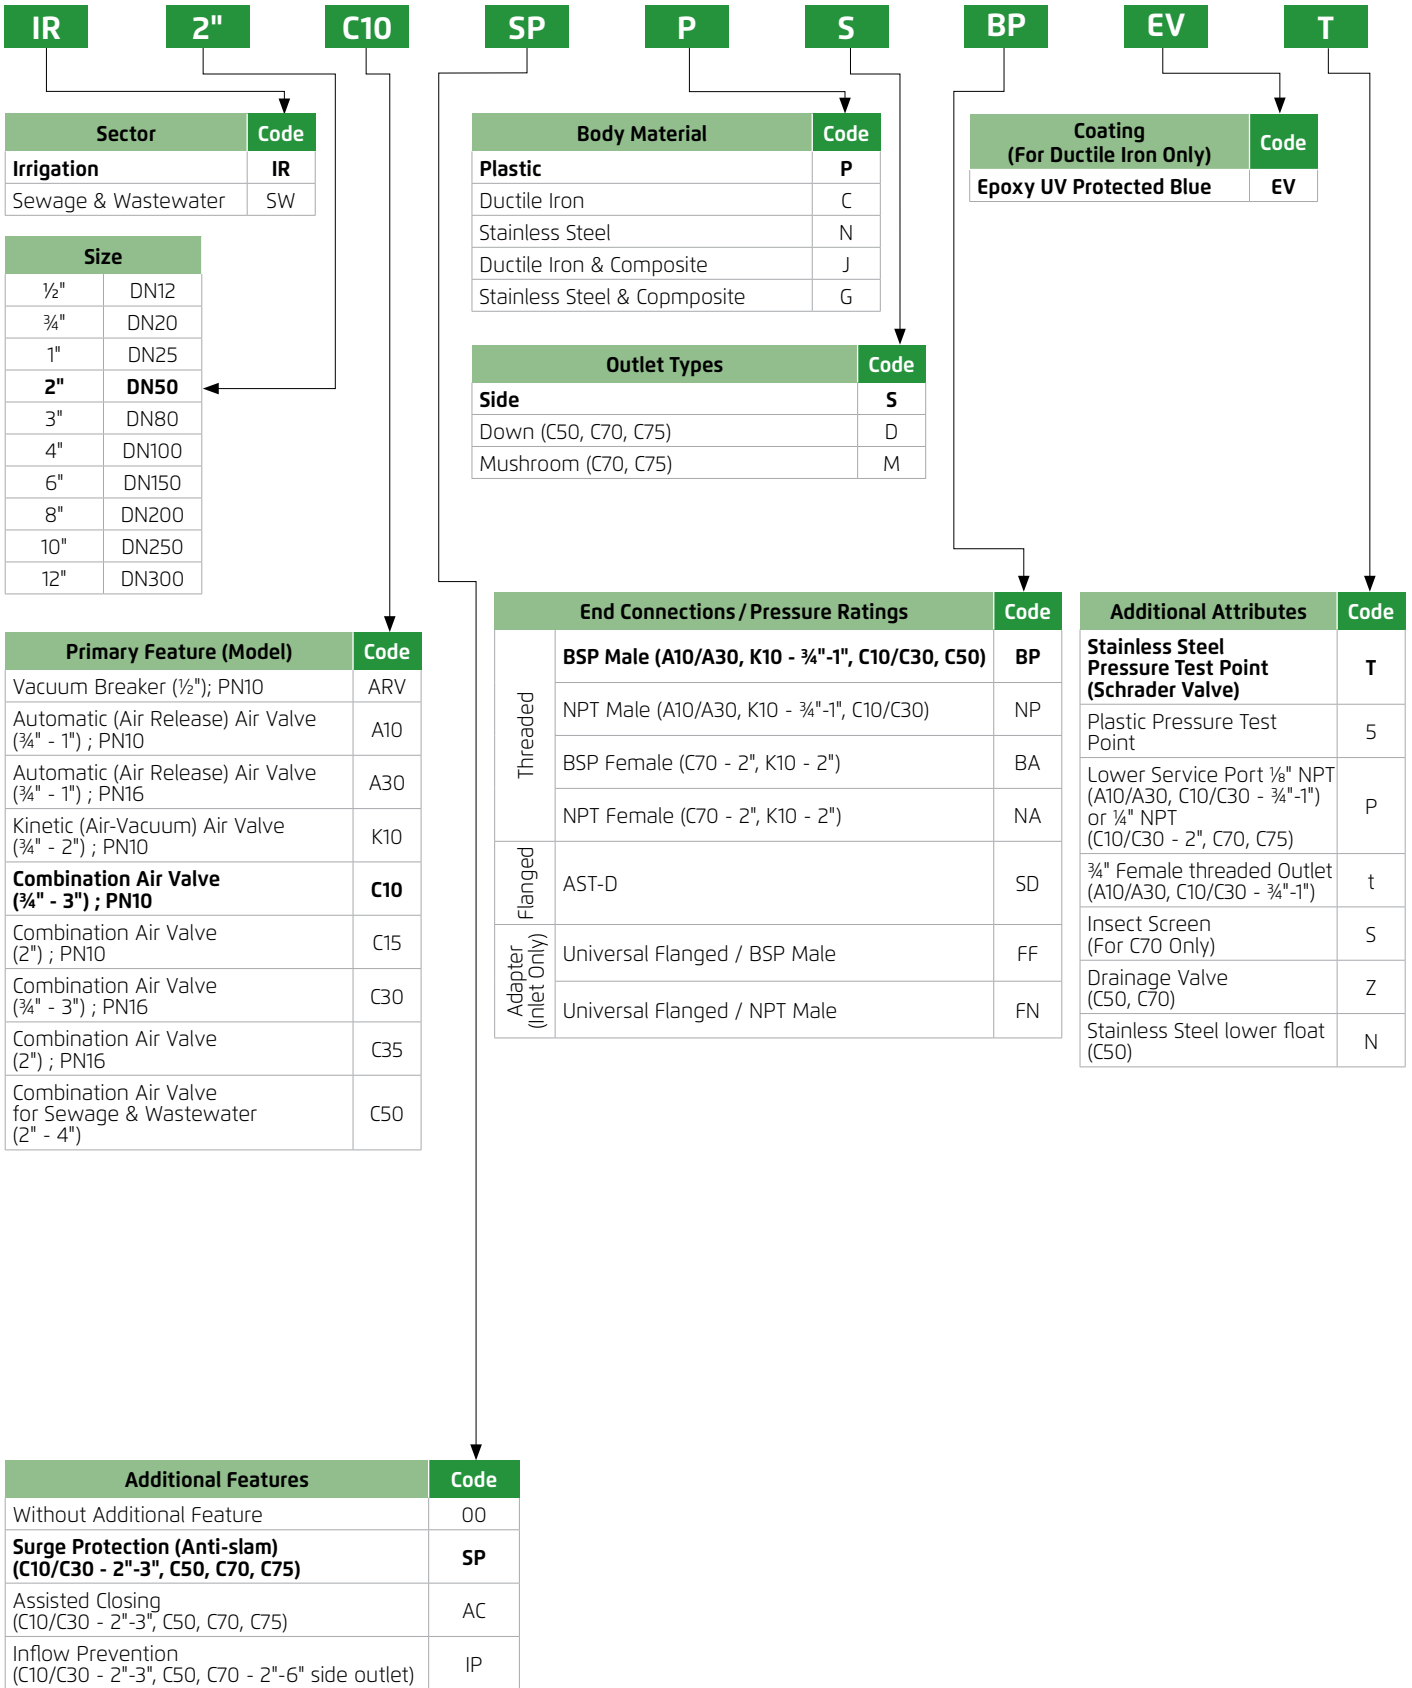 IR 2" C10 SP P S BP EV T
Sector Code
Irrigation IR
Sewage & Wastewater SW
Size
½" DN12
¾" DN20
1" DN25
2" DN50
3" DN80
4" DN100
6" DN150
8" DN200
10" DN250
12" DN300
Primary Feature (Model) Code
Vacuum Breaker (½"); PN10 ARV
Automatic (Air Release) Air Valve
(¾" - 1") ; PN10 A10
Automatic (Air Release) Air Valve
(¾" - 1") ; PN16 A30
Kinetic (Air-Vacuum) Air Valve
(¾" - 2") ; PN10 K10
Combination Air Valve
(¾" - 3") ; PN10 C10
Combination Air Valve
(2") ; PN10 C15
Combination Air Valve
(¾" - 3") ; PN16 C30
Combination Air Valve
(2") ; PN16 C35
Combination Air Valve
for Sewage & Wastewater C50
(2" - 4")
Body Material Code
Plastic P
Ductile Iron C
Stainless Steel N
Ductile Iron & Composite J
Stainless Steel & Copmposite G
Outlet Types Code
Side S
Down (C50, C70, C75) D
Mushroom (C70, C75) M
Coating
(For Ductile Iron Only) Code
Epoxy UV Protected Blue EV
End Connections / Pressure Ratings Code
Threaded
BSP Male (A10/A30, K10 - ¾"-1", C10/C30, C50) BP
NPT Male (A10/A30, K10 - ¾"-1", C10/C30) NP
BSP Female (C70 - 2", K10 - 2") BA
NPT Female (C70 - 2", K10 - 2") NA
Flanged
AST-D SD
Adapter
(Inlet Only)
Universal Flanged / BSP Male FF
Universal Flanged / NPT Male FN
Additional Attributes Code
Stainless Steel
Pressure Test Point T
(Schrader Valve)
Plastic Pressure Test
Point 5
Lower Service Port ⅛" NPT
(A10/A30, C10/C30 - ¾"-1")
or ¼" NPT P
(C10/C30 - 2", C70, C75)
¾" Female threaded Outlet
(A10/A30, C10/C30 - ¾"-1") t
Insect Screen
(For C70 Only) S
Drainage Valve
(C50, C70) Z
Stainless Steel lower float
(C50) N
Additional Features Code
Without Additional Feature 00
Surge Protection (Anti-slam)
(C10/C30 - 2"-3", C50, C70, C75) SP
Assisted Closing
(C10/C30 - 2"-3", C50, C70, C75) AC
Inflow Prevention
(C10/C30 - 2"-3", C50, C70 - 2"-6" side outlet) IP